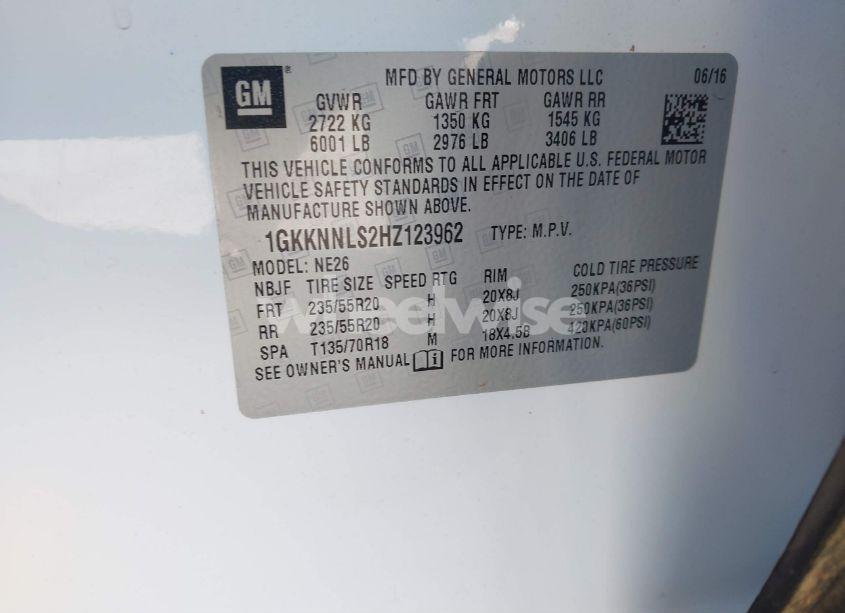 GM
MFD BY GENERAL MOTORS LLC 06/16
GVWR GAWR FRT GAWR RR
2722 KG 1350 KG 1545 KG
6001 LB 2976 LB 3406 LB
THIS VEHICLE CONFORMS TO ALL APPLICABLE U.S. FEDERAL MOTOR
VEHICLE SAFETY STANDARDS IN EFFECT ON THE DATE OF
MANUFACTURE SHOWN ABOVE.
1GKKNNLS2HZ123962 TYPE: M.P.V.
MODEL: NE26
NBJF TIRE SIZE SPEED RTG RIM COLD TIRE PRESSURE
FRT 235/55R20 H 20X8J 250KPA(36PSI)
RR 235/55R20 H 20X8J 250KPA(36PSI)
SPA T135/70R18 M 18X4.5B 420KPA(60PSI)
SEE OWNER'S MANUAL FOR MORE INFORMATION.
wheelwise